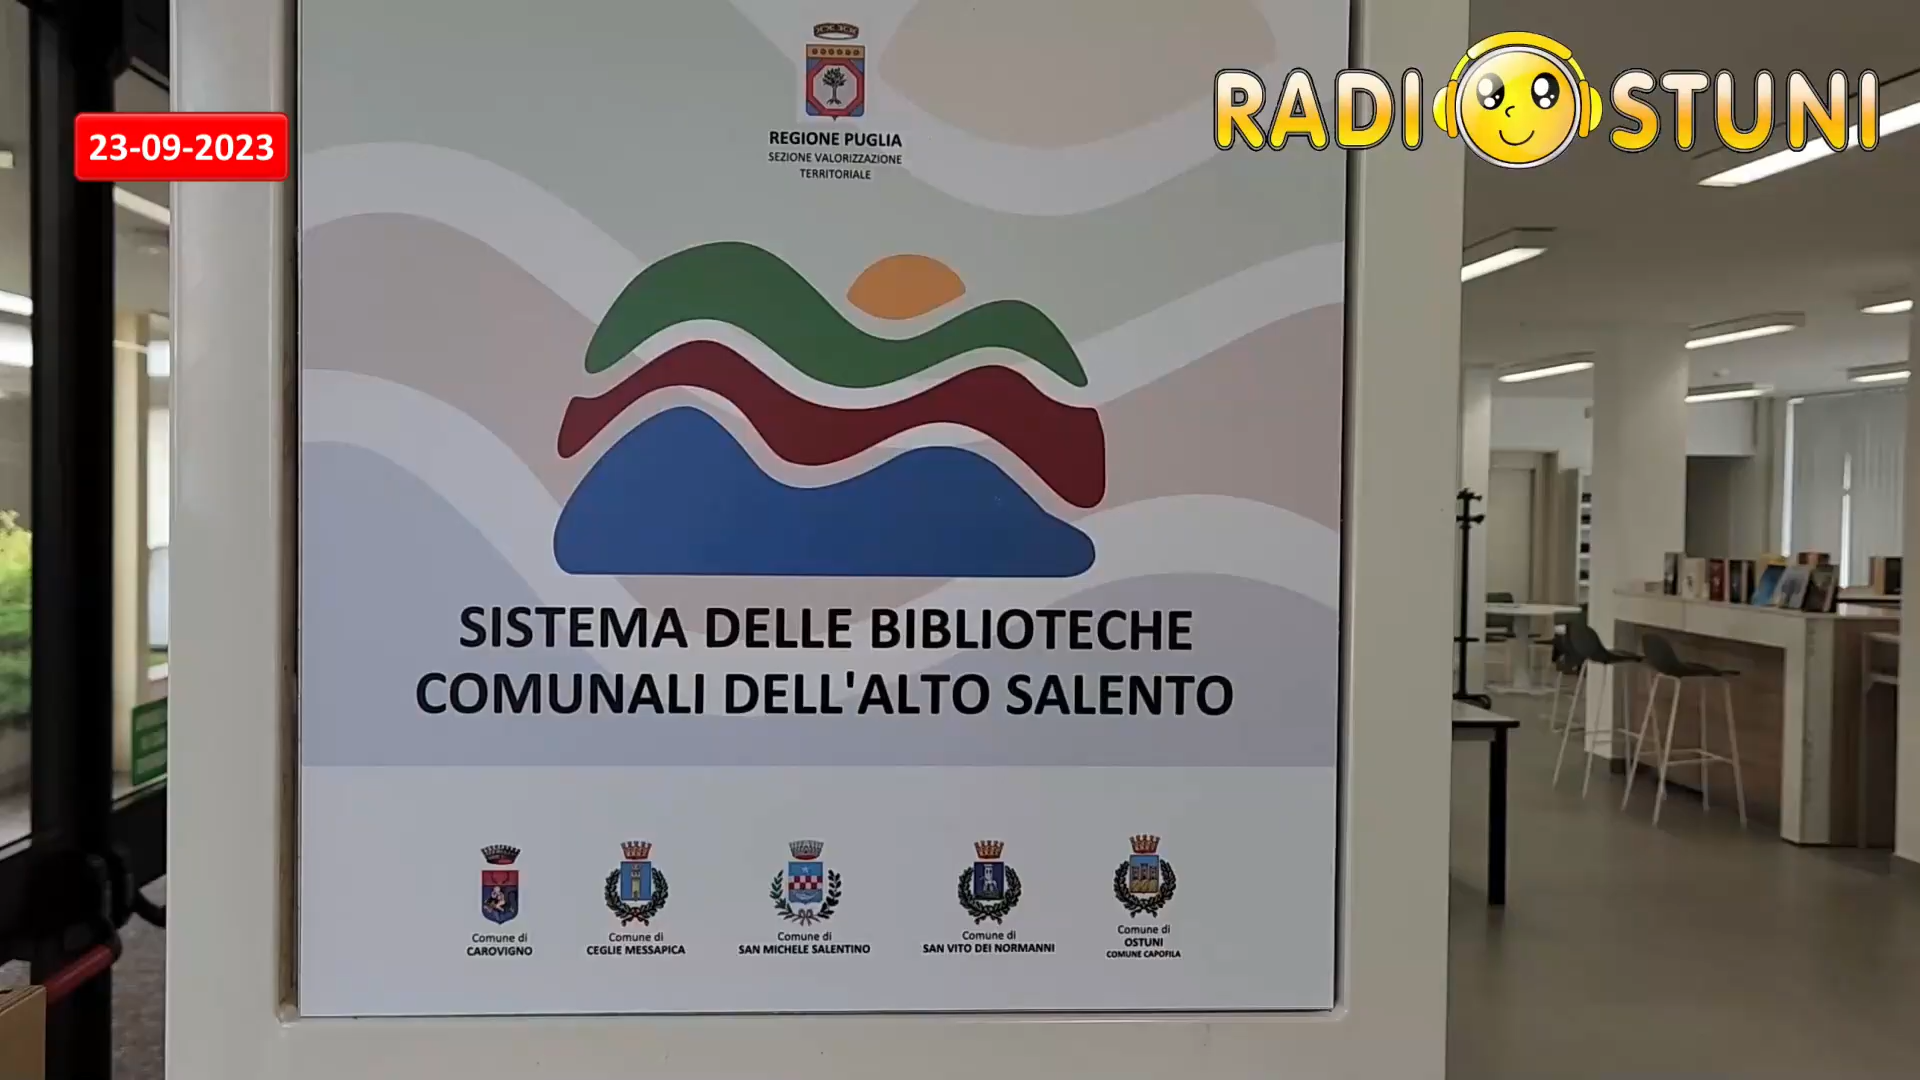 23-09-2023
RADI STUNI
REGIONE PUGLIA
SEZIONE VALORIZZAZIONE
TERRITORIALE
SISTEMA DELLE BIBLIOTECHE
COMUNALI DELL'ALTO SALENTO
Comune di
CAROVIGNO
Comune di
CEGLIE MESSAPICA
Comune di
SAN MICHELE SALENTINO
Comune di
SAN VITO DEI NORMANNI
Comune di
OSTUNI
COMUNE CAPOFILA